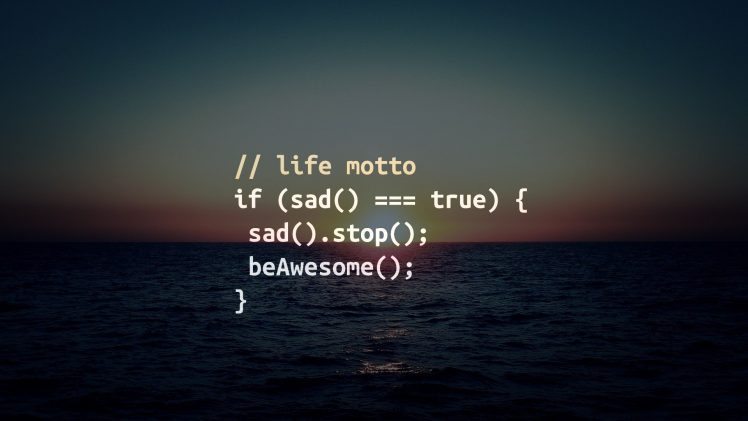 // life motto
if (sad() === true) {
 sad().stop();
 beAwesome();
}